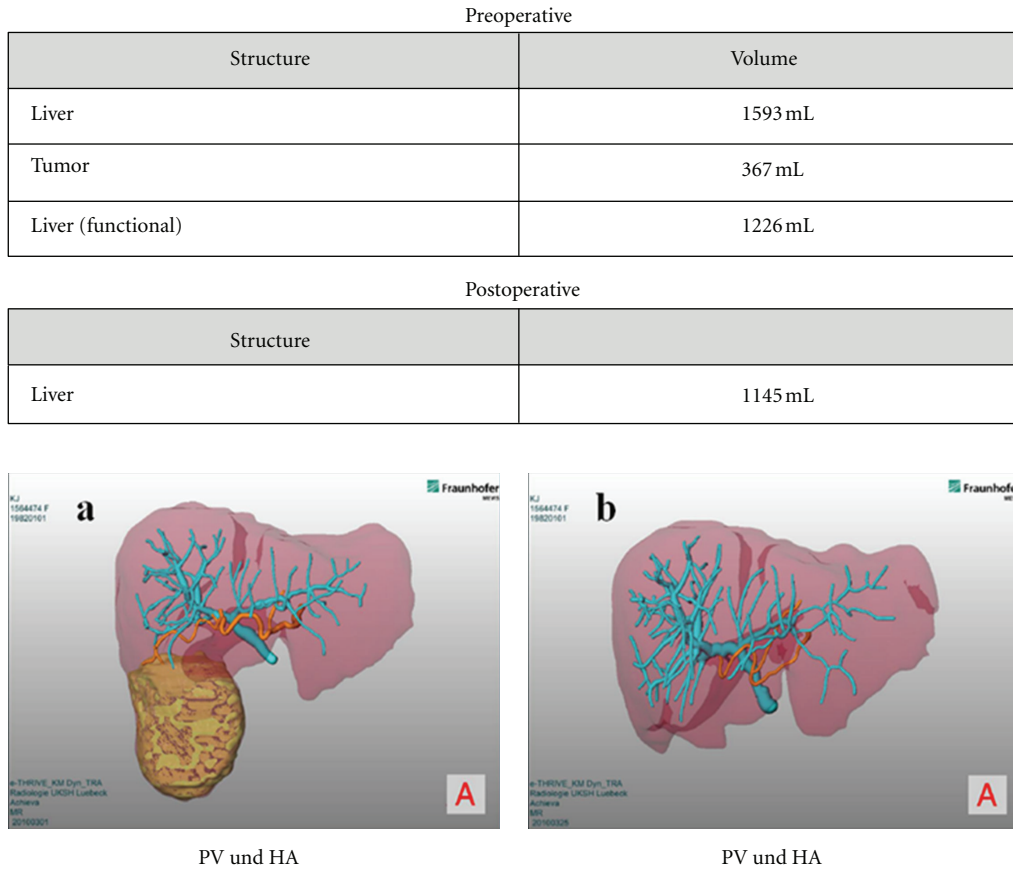 Preoperative
Structure Volume
Liver 1593 mL
Tumor 367 mL
Liver (functional) 1226 mL
Postoperative
Structure
Liver 1145 mL
KJ
1564474 F
19820101
a
Fraunhofer
MEVIS
e-THRIVE_KM Dyn_TRA
Radiologie UKSH Luebeck
Achieva
MR
20100301
A
KJ
1564474 F
19820101
b
Fraunhofer
e-THRIVE_KM Dyn_TRA
Radiologie UKSH Luebeck
Achieva
MR
A
PV und HA PV und HA